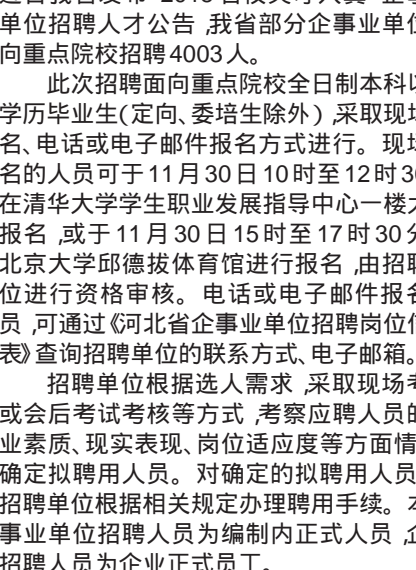 单位招聘人才公告,我省部分企事业单位
向重点院校招聘4003人。
此次招聘面向重点院校全日制本科以
学历毕业生(定向、委培生除外),采取现场
名、电话或电子邮件报名方式进行。现场
名的人员可于11月30日10时至12时30
在清华大学学生职业发展指导中心一楼大
报名,或于11月30日15时至17时30分
北京大学邱德拔体育馆进行报名,由招聘
位进行资格审核。电话或电子邮件报名
员,可通过《河北省企事业单位招聘岗位信
表》查询招聘单位的联系方式、电子邮箱。
招聘单位根据选人需求,采取现场考
或会后考试考核等方式,考察应聘人员的
业素质、现实表现、岗位适应度等方面情
确定拟聘用人员。对确定的拟聘用人员
招聘单位根据相关规定办理聘用手续。本
事业单位招聘人员为编制内正式人员,企
招聘人员为企业正式员工。